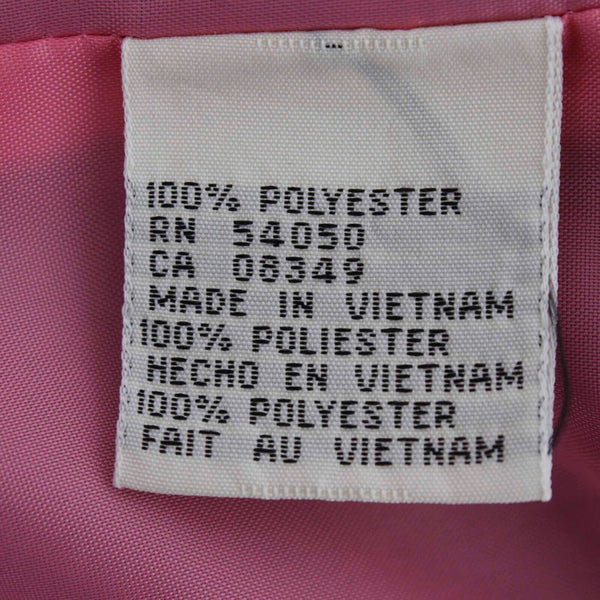 100% POLYESTER
RN 54050
CA 08349
MADE IN VIETNAM
100% POLIESTER
HECHO EN VIETNAM
100% POLYESTER
FAIT AU VIETNAM